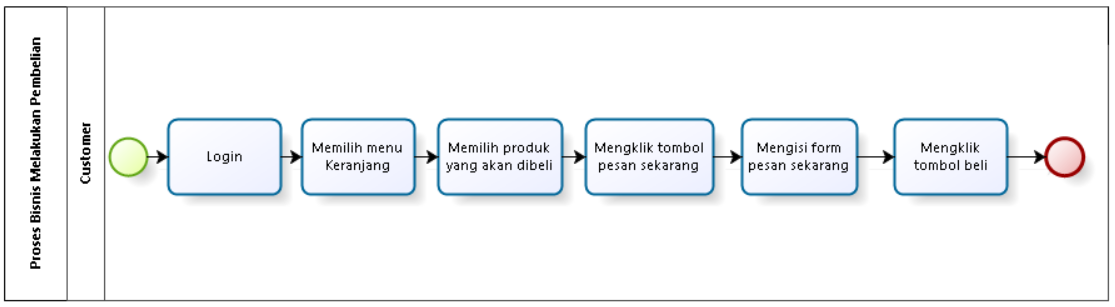 Proses Bisnis Melakukan Pembelian
Customer
Login
Memilih menu
Keranjang
Memilih produk
yang akan dibeli
Mengklik tombol
pesan sekarang
Mengisi form
pesan sekarang
Mengklik
tombol beli